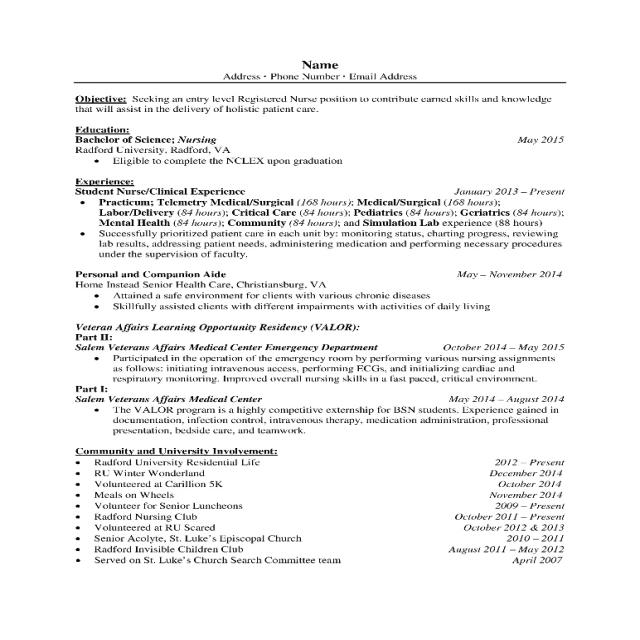 Name
Address • Phone Number • Email Address
Objective: Seeking an entry level Registered Nurse position to contribute earned skills and knowledge
that will assist in the delivery of holistic patient care.
Education:
Bachelor of Science; Nursing May 2015
Radford University, Radford, VA
• Eligible to complete the NCLEX upon graduation
Experience:
Student Nurse/Clinical Experience January 2013 – Present
• Practicum; Telemetry Medical/Surgical (168 hours); Medical/Surgical (168 hours);
Labor/Delivery (84 hours); Critical Care (84 hours); Pediatrics (84 hours); Geriatrics (84 hours);
Mental Health (84 hours); Community (84 hours); and Simulation Lab experience (88 hours)
• Successfully prioritized patient care in each unit by: monitoring status, charting progress, reviewing
lab results, addressing patient needs, administering medication and performing necessary procedures
under the supervision of faculty.
Personal and Companion Aide May – November 2014
Home Instead Senior Health Care, Christiansburg, VA
• Attained a safe environment for clients with various chronic diseases
• Skillfully assisted clients with different impairments with activities of daily living
Veteran Affairs Learning Opportunity Residency (VALOR):
Part II:
Salem Veterans Affairs Medical Center Emergency Department October 2014 – May 2015
• Participated in the operation of the emergency room by performing various nursing assignments
as follows: initiating intravenous access, performing ECGs, and initializing cardiac and
respiratory monitoring. Improved overall nursing skills in a fast paced, critical environment.
Part I:
Salem Veterans Affairs Medical Center May 2014 – August 2014
• The VALOR program is a highly competitive externship for BSN students. Experience gained in
documentation, infection control, intravenous therapy, medication administration, professional
presentation, bedside care, and teamwork.
Community and University Involvement:
• Radford University Residential Life 2012 – Present
• RU Winter Wonderland December 2014
• Volunteered at Carillion 5K October 2014
• Meals on Wheels November 2014
• Volunteer for Senior Luncheons 2009 – Present
• Radford Nursing Club October 2011 – Present
• Volunteered at RU Scared October 2012 & 2013
• Senior Acolyte, St. Luke's Episcopal Church 2010 – 2011
• Radford Invisible Children Club August 2011 – May 2012
• Served on St. Luke's Church Search Committee team April 2007